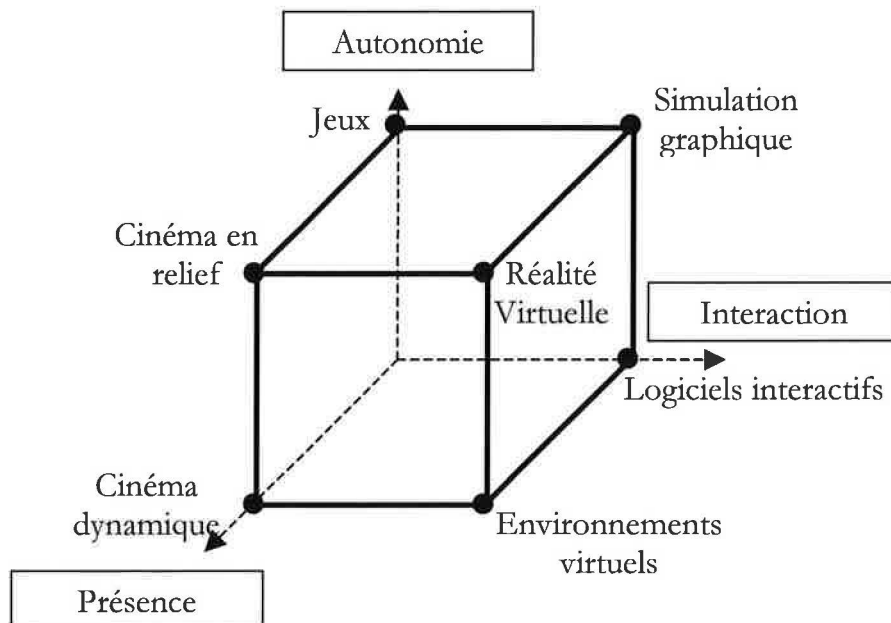 Autonomie
Jeux
Simulation
graphique
Cinéma en
relief
Réalité
Virtuelle
Interaction
Logiciels interactifs
Cinéma
dynamique
Environnements
virtuels
Présence